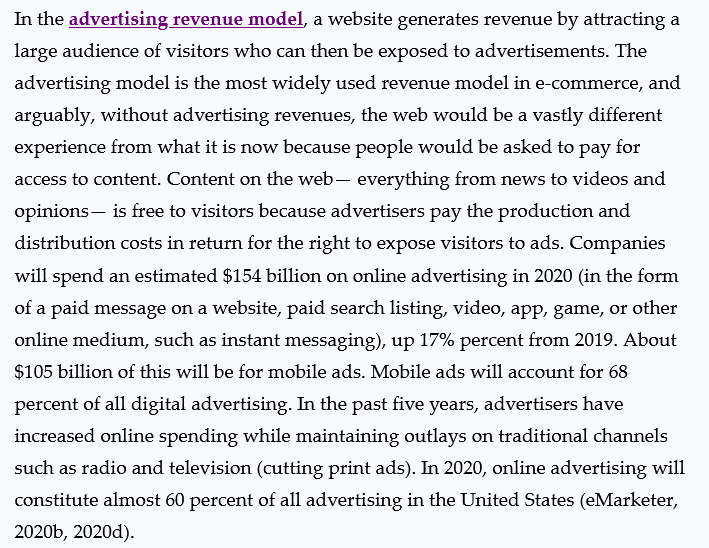 In the advertising revenue model, a website generates revenue by attracting a
large audience of visitors who can then be exposed to advertisements. The
advertising model is the most widely used revenue model in e-commerce, and
arguably, without advertising revenues, the web would be a vastly different
experience from what it is now because people would be asked to pay for
access to content. Content on the web— everything from news to videos and
opinions— is free to visitors because advertisers pay the production and
distribution costs in return for the right to expose visitors to ads. Companies
will spend an estimated $154 billion on online advertising in 2020 (in the form
of a paid message on a website, paid search listing, video, app, game, or other
online medium, such as instant messaging), up 17% percent from 2019. About
$105 billion of this will be for mobile ads. Mobile ads will account for 68
percent of all digital advertising. In the past five years, advertisers have
increased online spending while maintaining outlays on traditional channels
such as radio and television (cutting print ads). In 2020, online advertising will
constitute almost 60 percent of all advertising in the United States (eMarketer,
2020b, 2020d).